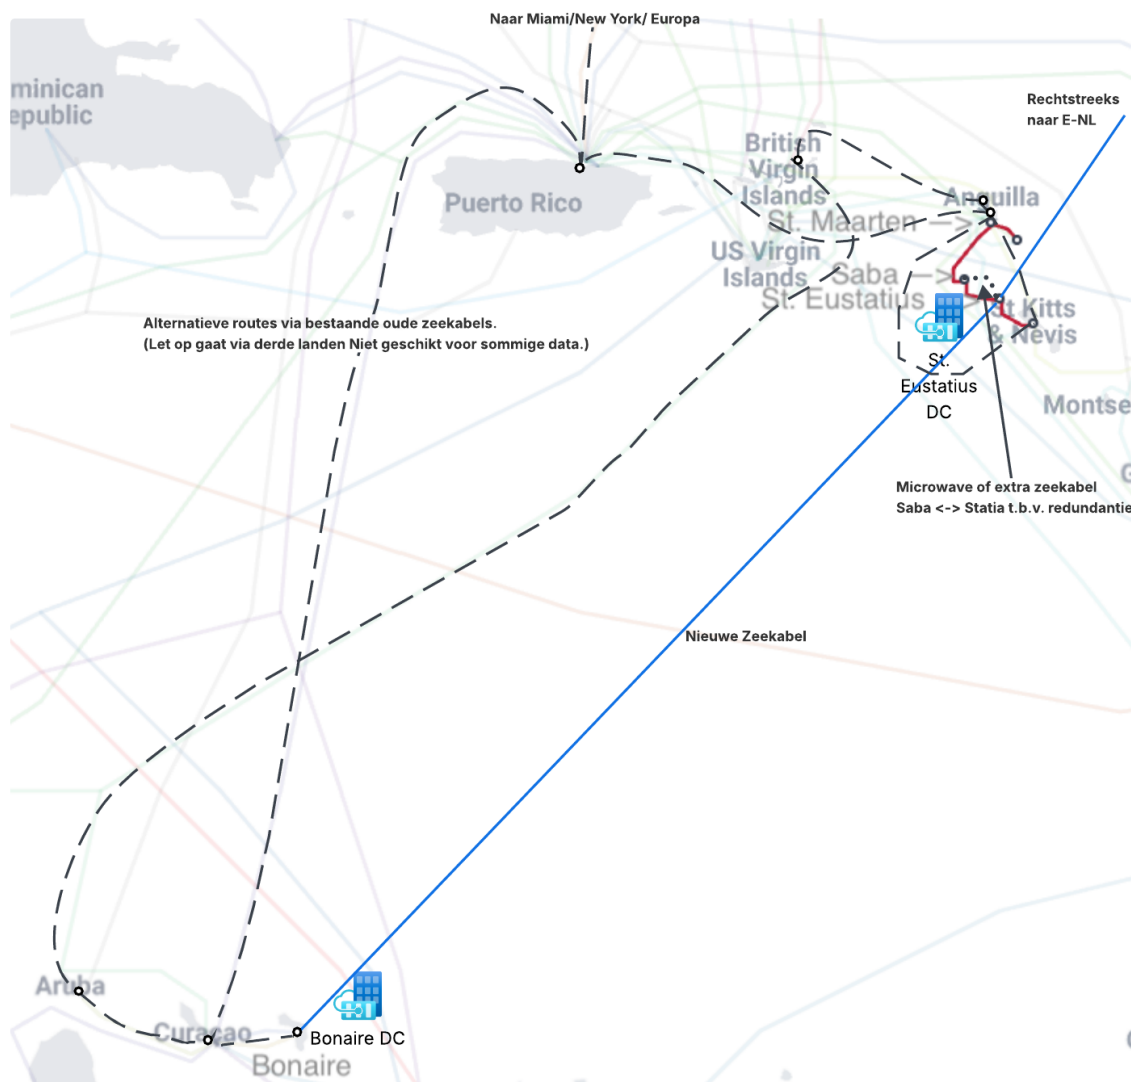 Naar Miami/New York/ Europa
minican
epublic
Rechtstreeks
naar E-NL
British
Virgin
Islands
Anguilla
Puerto Rico
St. Maarten —>
US Virgin
Islands
Saba —>
St. Eustatius
St Kitts
& Nevis
Alternatieve routes via bestaande oude zeekabels.
(Let op gaat via derde landen Niet geschikt voor sommige data.)
St.
Eustatius
DC
Montse
G
Microwave of extra zeekabel
Saba <-> Statia t.b.v. redundantie
Nieuwe Zeekabel
Aruba
Curaçao
Bonaire DC
Bonaire